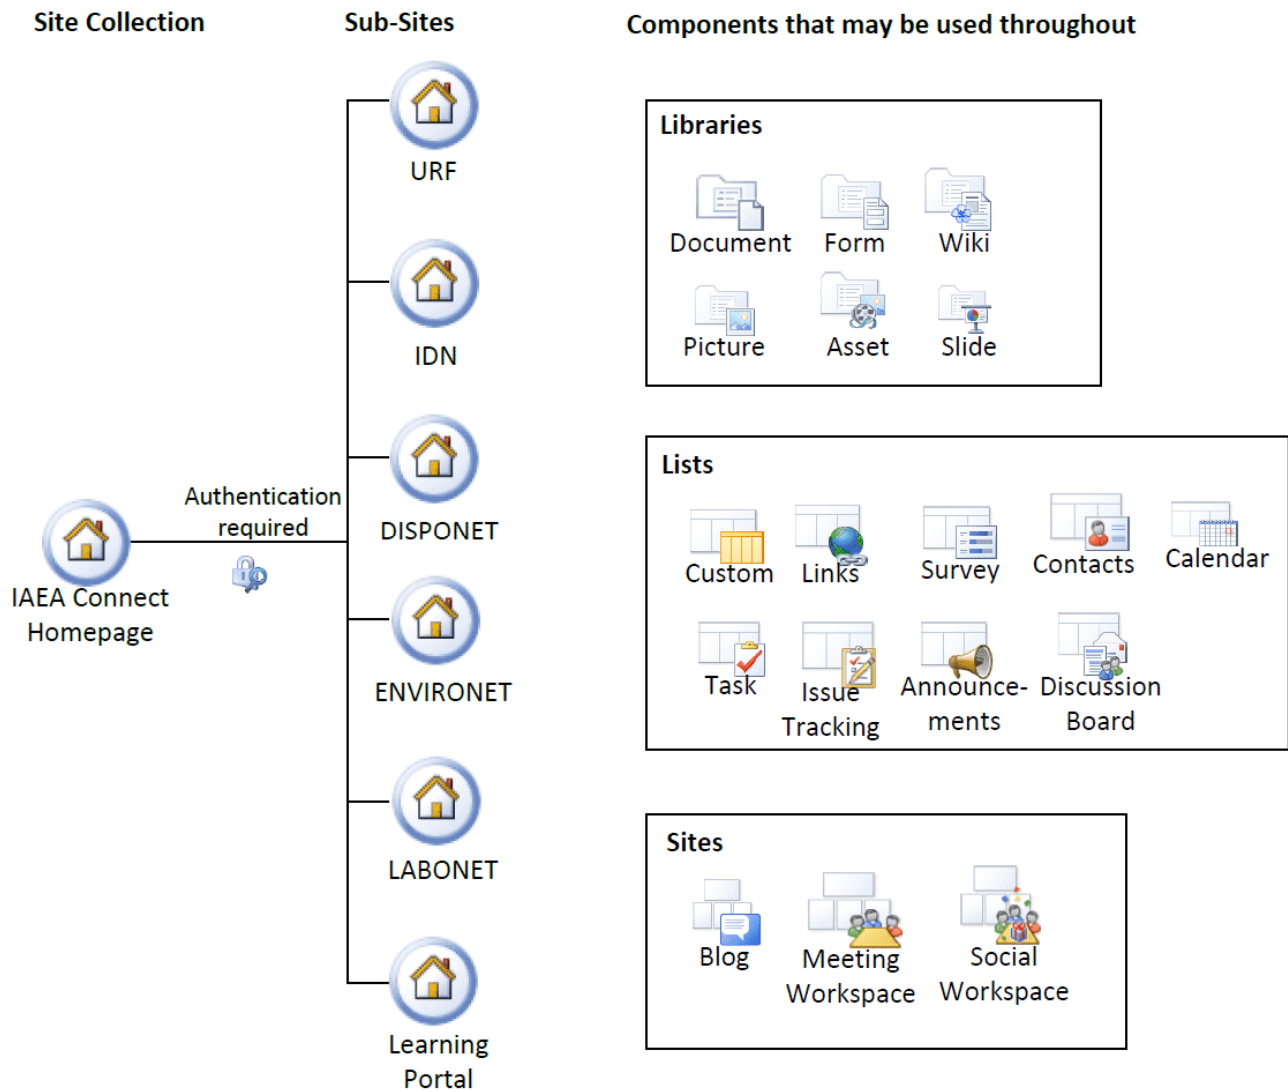 Site Collection
Sub-Sites
Components that may be used throughout
URF
IDN
DISPONET
Authentication
required
IAEA Connect
Homepage
ENVIRONET
LABONET
Learning
Portal
Libraries
Document
Form
Wiki
Picture
Asset
Slide
Lists
Custom
Links
Survey
Contacts
Calendar
Task
Issue
Tracking
Announce-
ments
Discussion
Board
Sites
Blog
Meeting
Workspace
Social
Workspace